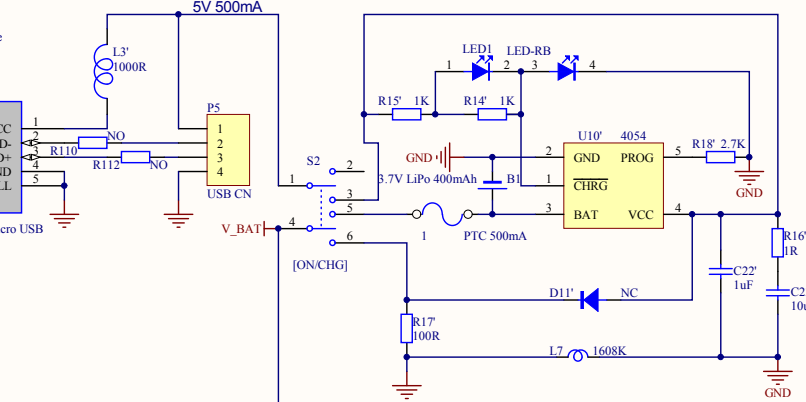 5V 500mA
LED1 LED-RB
1 2 3 4
L3'
1000R
P5
1
2
3
4
USB CN
R15' 1K R14' 1K
U10' 4054
2 GND PROG 5
1 CHRG
3 BAT VCC 4
R18' 2.7K
GND
1
2
3
4
5
NO
R110
R112 NO
S2
2
1
3
5
4
6
[ON/CHG]
V_BAT
GND
3.7V LiPo 400mAh B1
1 PTC 500mA
R16'
1R
C22'
1uF
D11' NC
R17'
100R
L7 1608K
GND